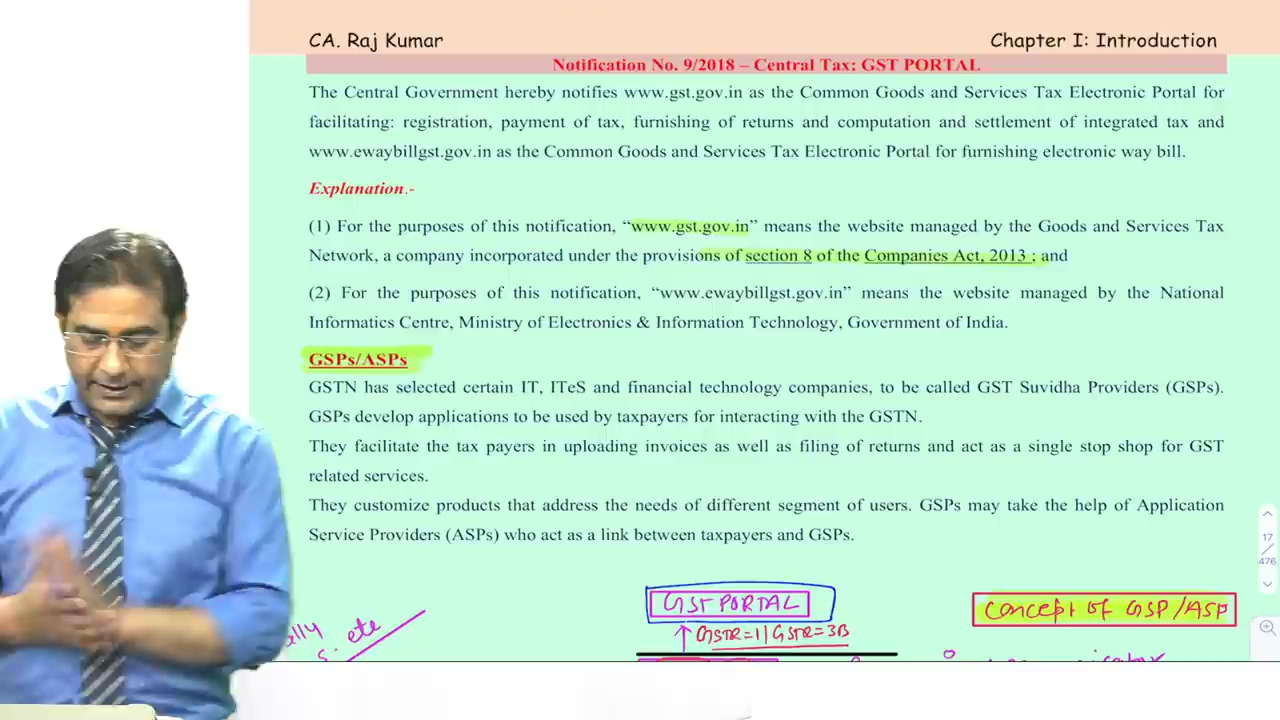 CA. Raj Kumar
Chapter I: Introduction
Notification No. 9/2018 – Central Tax: GST PORTAL
The Central Government hereby notifies www.gst.gov.in as the Common Goods and Services Tax Electronic Portal for
facilitating: registration, payment of tax, furnishing of returns and computation and settlement of integrated tax and
www.ewaybillgst.gov.in as the Common Goods and Services Tax Electronic Portal for furnishing electronic way bill.
Explanation.-
(1) For the purposes of this notification, “www.gst.gov.in” means the website managed by the Goods and Services Tax
Network, a company incorporated under the provisions of section 8 of the Companies Act, 2013 ; and
(2) For the purposes of this notification, “www.ewaybillgst.gov.in” means the website managed by the National
Informatics Centre, Ministry of Electronics & Information Technology, Government of India.
GSPs/ASPs
GSTN has selected certain IT, ITeS and financial technology companies, to be called GST Suvidha Providers (GSPs).
GSPs develop applications to be used by taxpayers for interacting with the GSTN.
They facilitate the tax payers in uploading invoices as well as filing of returns and act as a single stop shop for GST
related services.
They customize products that address the needs of different segment of users. GSPs may take the help of Application
Service Providers (ASPs) who act as a link between taxpayers and GSPs.
17
/
476
GST PORTAL
Concept of GSP/ASP
etc
GSTR=1 | GSTR=3B